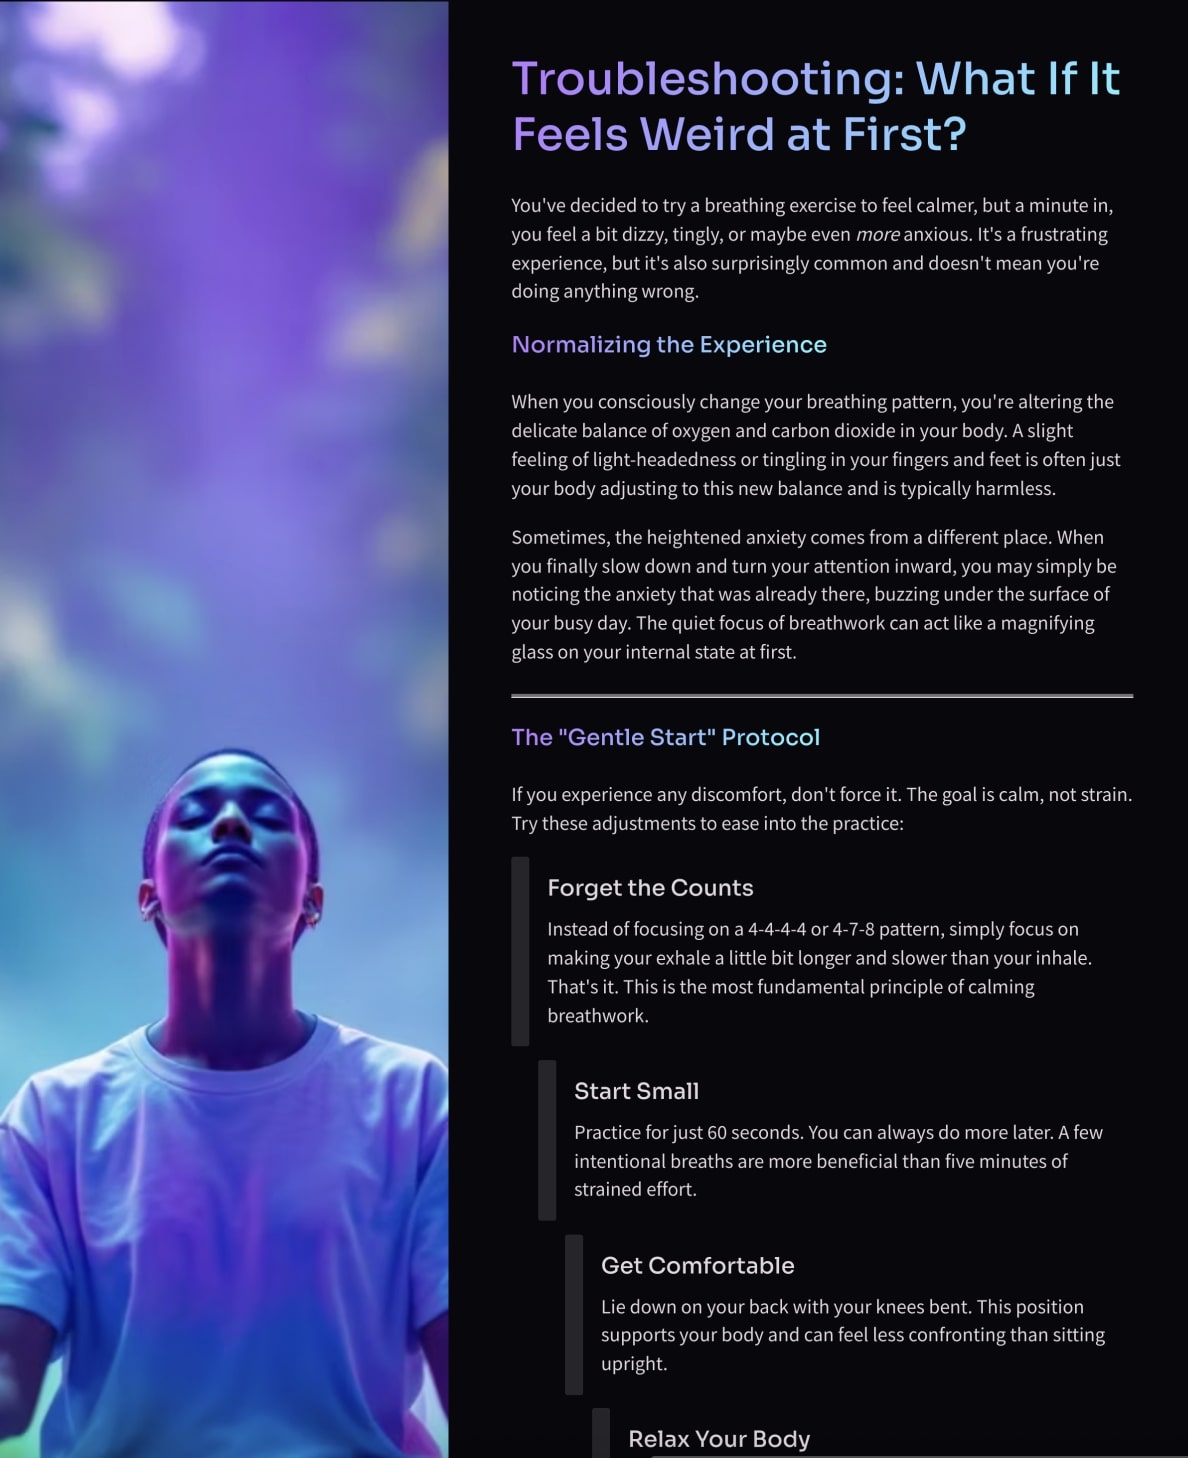 Troubleshooting: What If It
Feels Weird at First?
You've decided to try a breathing exercise to feel calmer, but a minute in,
you feel a bit dizzy, tingly, or maybe even more anxious. It's a frustrating
experience, but it's also surprisingly common and doesn't mean you're
doing anything wrong.
Normalizing the Experience
When you consciously change your breathing pattern, you're altering the
delicate balance of oxygen and carbon dioxide in your body. A slight
feeling of light-headedness or tingling in your fingers and feet is often just
your body adjusting to this new balance and is typically harmless.
Sometimes, the heightened anxiety comes from a different place. When
you finally slow down and turn your attention inward, you may simply be
noticing the anxiety that was already there, buzzing under the surface of
your busy day. The quiet focus of breathwork can act like a magnifying
glass on your internal state at first.
The "Gentle Start" Protocol
If you experience any discomfort, don't force it. The goal is calm, not strain.
Try these adjustments to ease into the practice:
Forget the Counts
Instead of focusing on a 4-4-4-4 or 4-7-8 pattern, simply focus on
making your exhale a little bit longer and slower than your inhale.
That's it. This is the most fundamental principle of calming
breathwork.
Start Small
Practice for just 60 seconds. You can always do more later. A few
intentional breaths are more beneficial than five minutes of
strained effort.
Get Comfortable
Lie down on your back with your knees bent. This position
supports your body and can feel less confronting than sitting
upright.
Relax Your Body